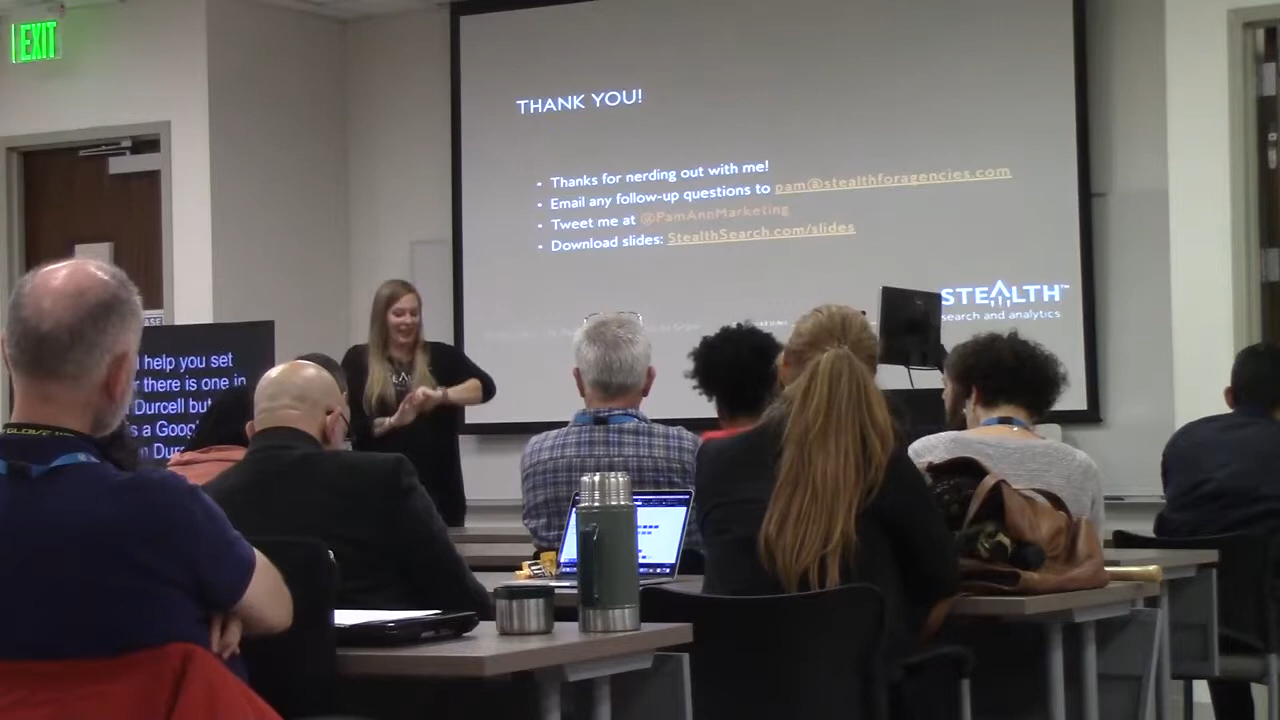 EXIT
THANK YOU!
• Thanks for nerding out with me!
• Email any follow-up questions to pam@stealthforagencies.com
• Tweet me at @PamAnnMarketing
• Download slides: StealthSearch.com/slides
STEALTH™
search and analytics
help you set
r there is one in
Durcell but
s a Goog